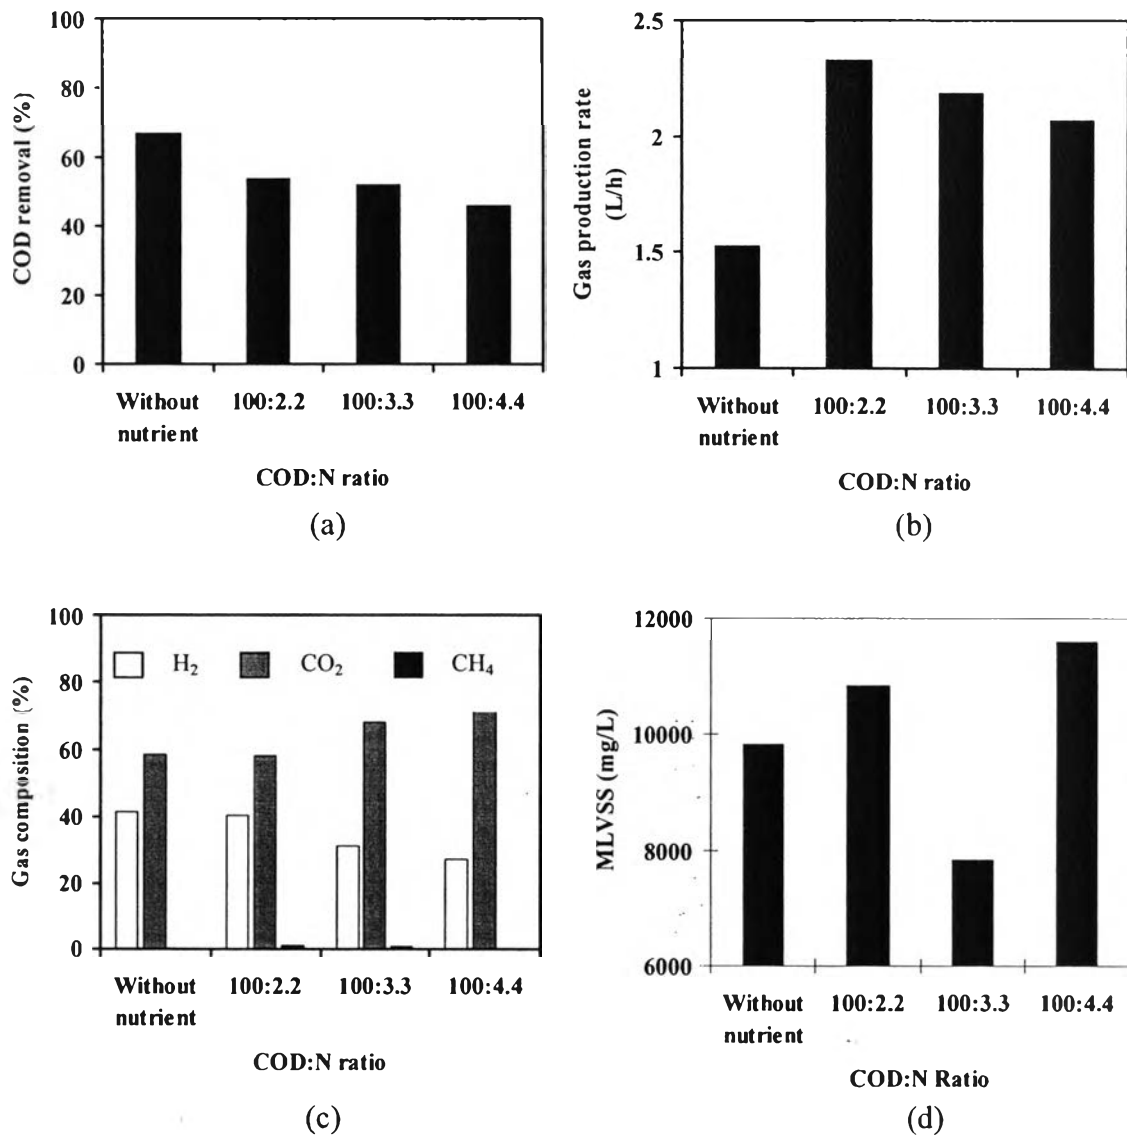 COD removal (%)
100
80
60
40
20
0
Without
nutrient
100:2.2
100:3.3
100:4.4
COD:N ratio
(a)
Gas production rate
(L/h)
2.5
2
1.5
1
Without
nutrient
100:2.2
100:3.3
100:4.4
COD:N ratio
(b)
Gas composition (%)
100
80
60
40
20
0
H₂
CO₂
CH₄
Without
nutrient
100:2.2
100:3.3
100:4.4
COD:N ratio
(c)
MLVSS (mg/L)
12000
10000
8000
6000
Without
nutrient
100:2.2
100:3.3
100:4.4
COD:N Ratio
(d)